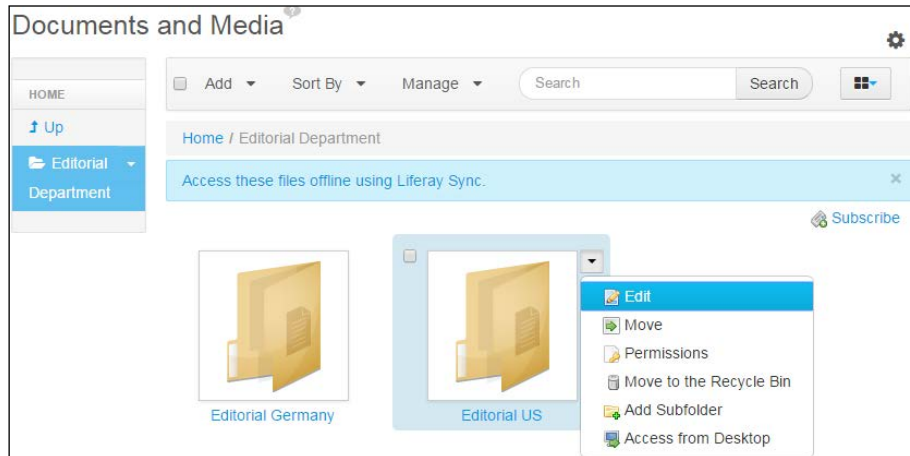 Documents and Media
?
HOME
Up
Editorial
Department
Add Sort By Manage Search Search
Home / Editorial Department
Access these files offline using Liferay Sync. ×
Subscribe
Editorial Germany
Editorial US
Edit
Move
Permissions
Move to the Recycle Bin
Add Subfolder
Access from Desktop